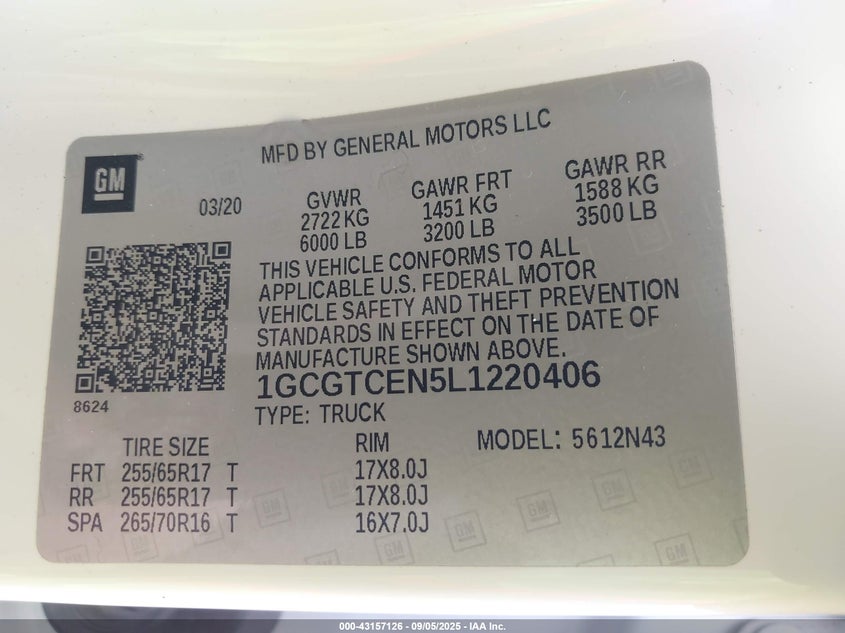 MFD BY GENERAL MOTORS LLC
GM
03/20
GVWR
2722 KG
6000 LB
GAWR FRT
1451 KG
3200 LB
GAWR RR
1588 KG
3500 LB
THIS VEHICLE CONFORMS TO ALL
APPLICABLE U.S. FEDERAL MOTOR
VEHICLE SAFETY AND THEFT PREVENTION
STANDARDS IN EFFECT ON THE DATE OF
MANUFACTURE SHOWN ABOVE.
8624
1GCGTCEN5L1220406
TYPE: TRUCK
TIRE SIZE RIM MODEL: 5612N43
FRT 255/65R17 T 17X8.0J
RR 255/65R17 T 17X8.0J
SPA 265/70R16 T 16X7.0J
000-43157126 - 09/05/2025 - IAA Inc.